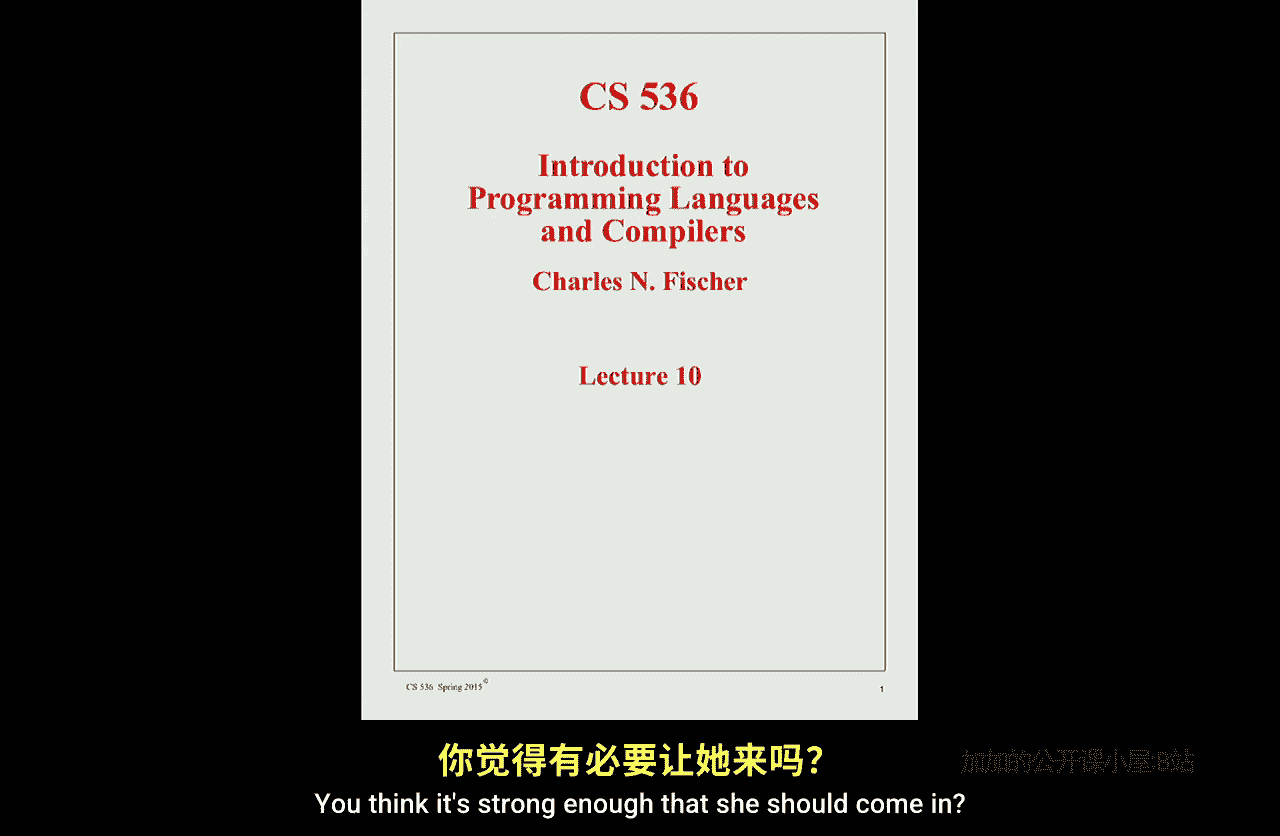 CS 536
Introduction to
Programming Languages
and Compilers
Charles N. Fischer
Lecture 10
CS 536 Spring 2015©
1
你觉得有必要让她来吗？
加加的公开课小屋:B站
You think it's strong enough that she should come in?